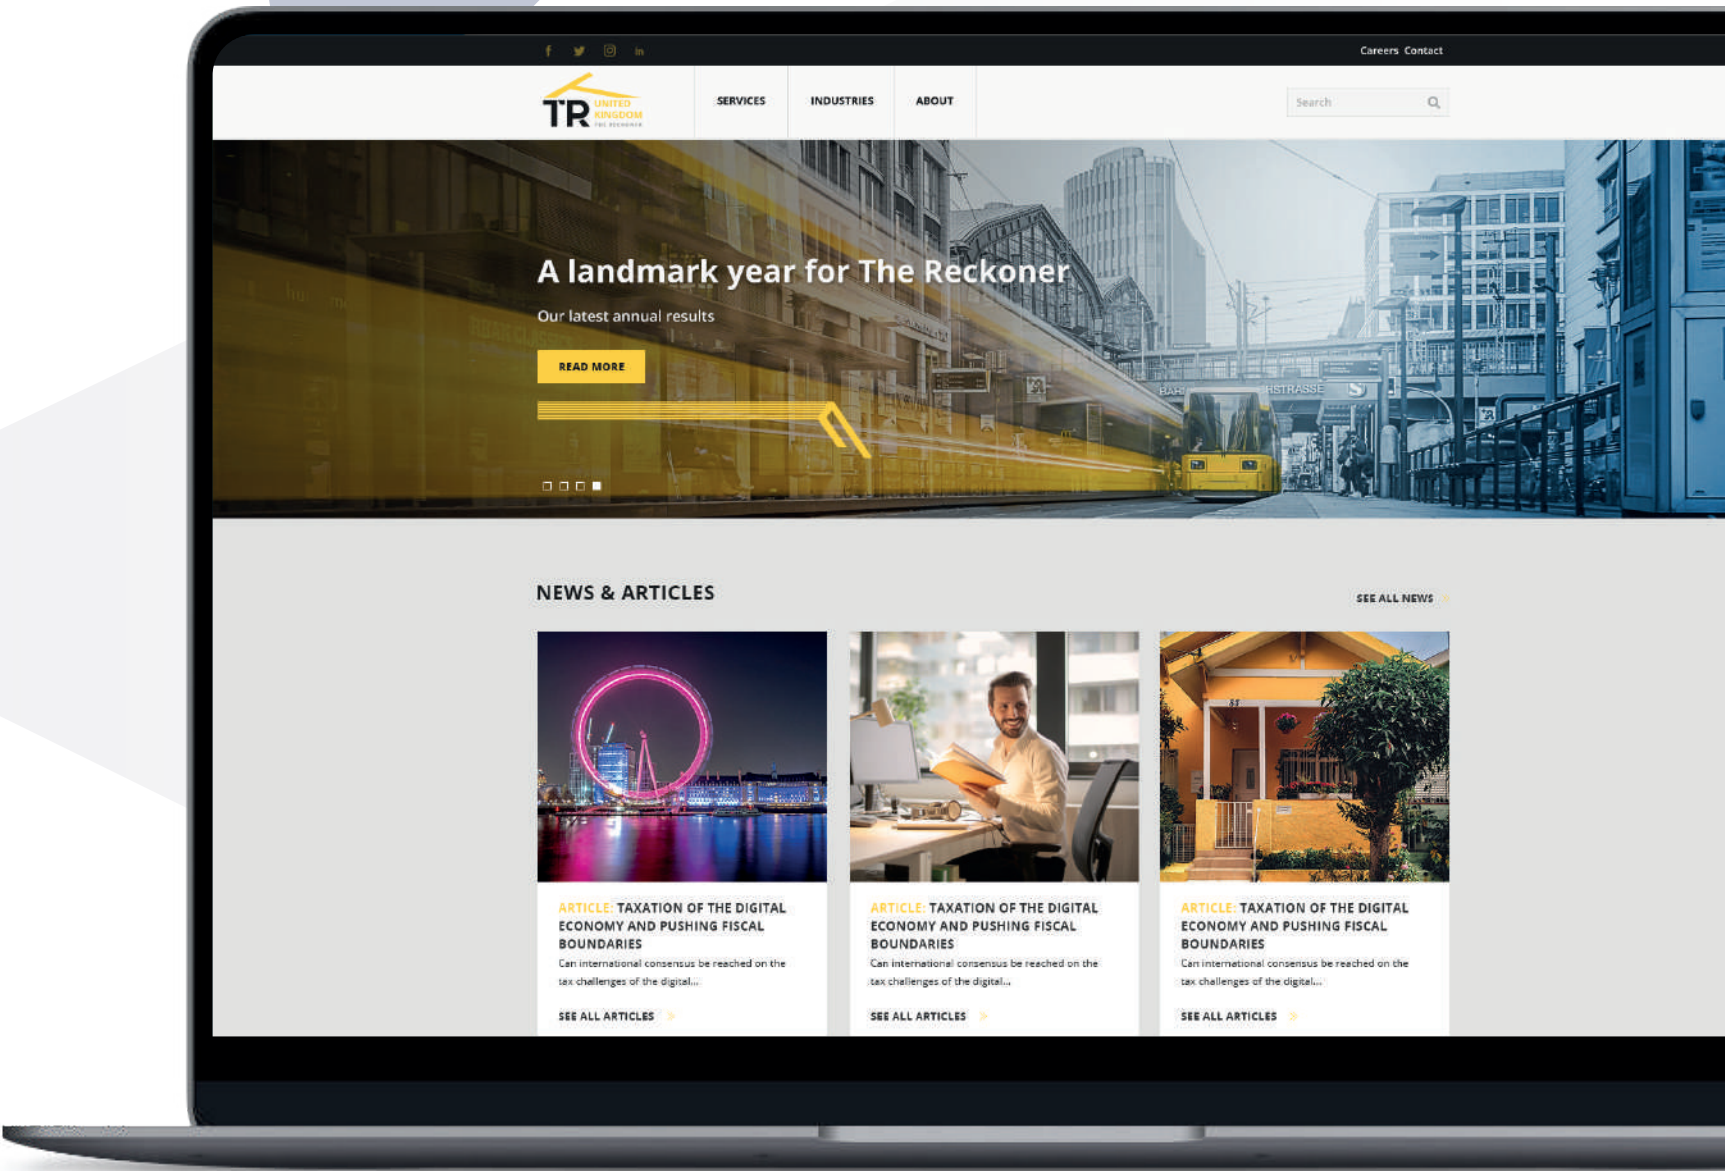 f in
Careers Contact
TR UNITED
KINGDOM
THE RECKONER
SERVICES
INDUSTRIES
ABOUT
Search
A landmark year for The Reckoner
Our latest annual results
READ MORE
NEWS & ARTICLES
SEE ALL NEWS
83
ARTICLE: TAXATION OF THE DIGITAL
ECONOMY AND PUSHING FISCAL
BOUNDARIES
Can international consensus be reached on the
tax challenges of the digital...
SEE ALL ARTICLES
ARTICLE: TAXATION OF THE DIGITAL
ECONOMY AND PUSHING FISCAL
BOUNDARIES
Can international consensus be reached on the
tax challenges of the digital...
SEE ALL ARTICLES
ARTICLE: TAXATION OF THE DIGITAL
ECONOMY AND PUSHING FISCAL
BOUNDARIES
Can international consensus be reached on the
tax challenges of the digital...
SEE ALL ARTICLES